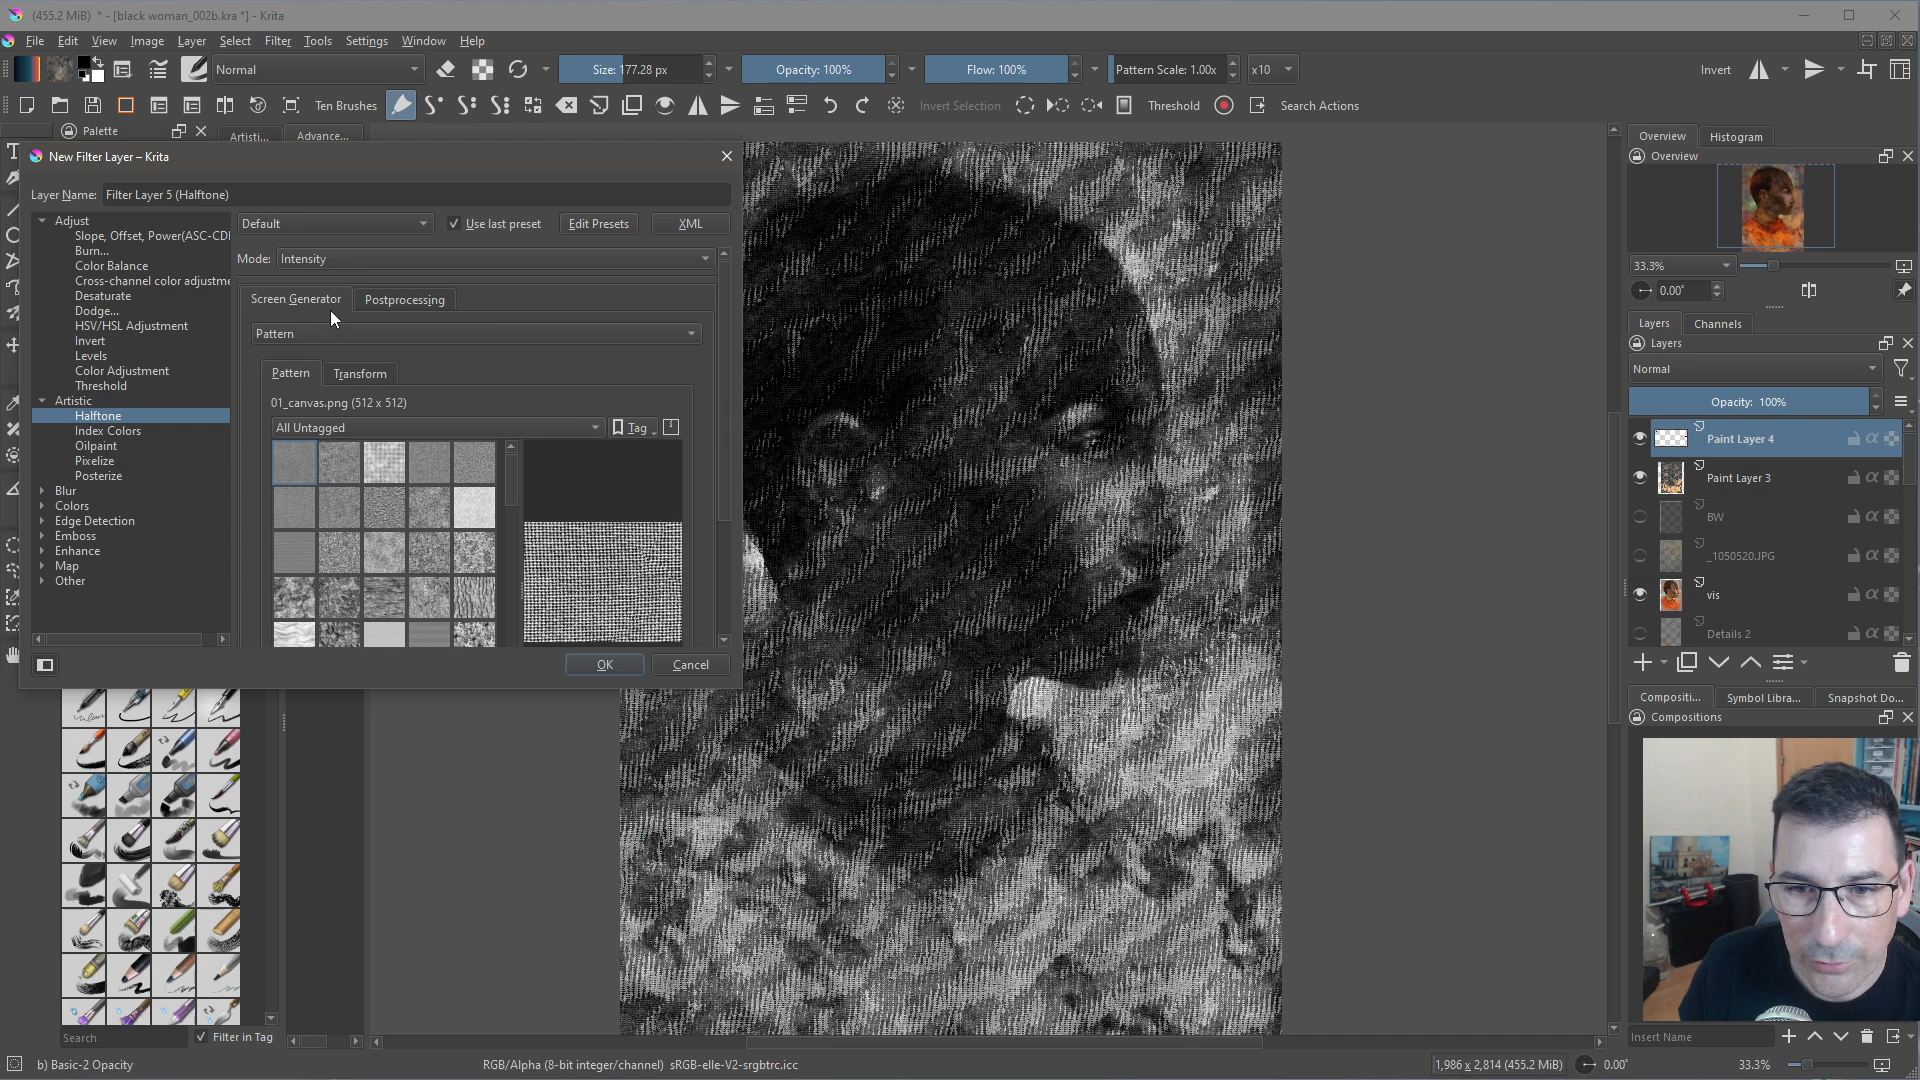 (455.2 MiB) * - [black woman_002b.kra *] - Krita
File Edit View Image Layer Select Filter Tools Settings Window Help
Normal Size: 177.28 px Opacity: 100% Flow: 100% Pattern Scale: 1.00x x10 Invert
Ten Brushes Invert Selection Threshold Search Actions
Palette Artisti... Advance...
New Filter Layer – Krita
Layer Name: Filter Layer 5 (Halftone)
Adjust
Slope, Offset, Power(ASC-CDL
Burn...
Color Balance
Cross-channel color adjustme
Desaturate
Dodge...
HSV/HSL Adjustment
Invert
Levels
Color Adjustment
Threshold
Artistic
Halftone
Index Colors
Oilpaint
Pixelize
Posterize
Blur
Colors
Edge Detection
Emboss
Enhance
Map
Other
Default Use last preset Edit Presets XML
Mode: Intensity
Screen Generator Postprocessing
Pattern
Pattern Transform
01_canvas.png (512 x 512)
All Untagged Tag
OK Cancel
Search Filter in Tag
Overview Histogram
Overview
33.3%
0.00°
Layers Channels
Layers
Normal
Opacity: 100%
Paint Layer 4
Paint Layer 3
BW
_1050520.JPG
vis
Details 2
Compositi... Symbol Libra... Snapshot Do...
Compositions
Insert Name
b) Basic-2 Opacity RGB/Alpha (8-bit integer/channel) sRGB-elle-V2-srgbtrc.icc 1,986 x 2,814 (455.2 MiB) 0.00° 33.3%